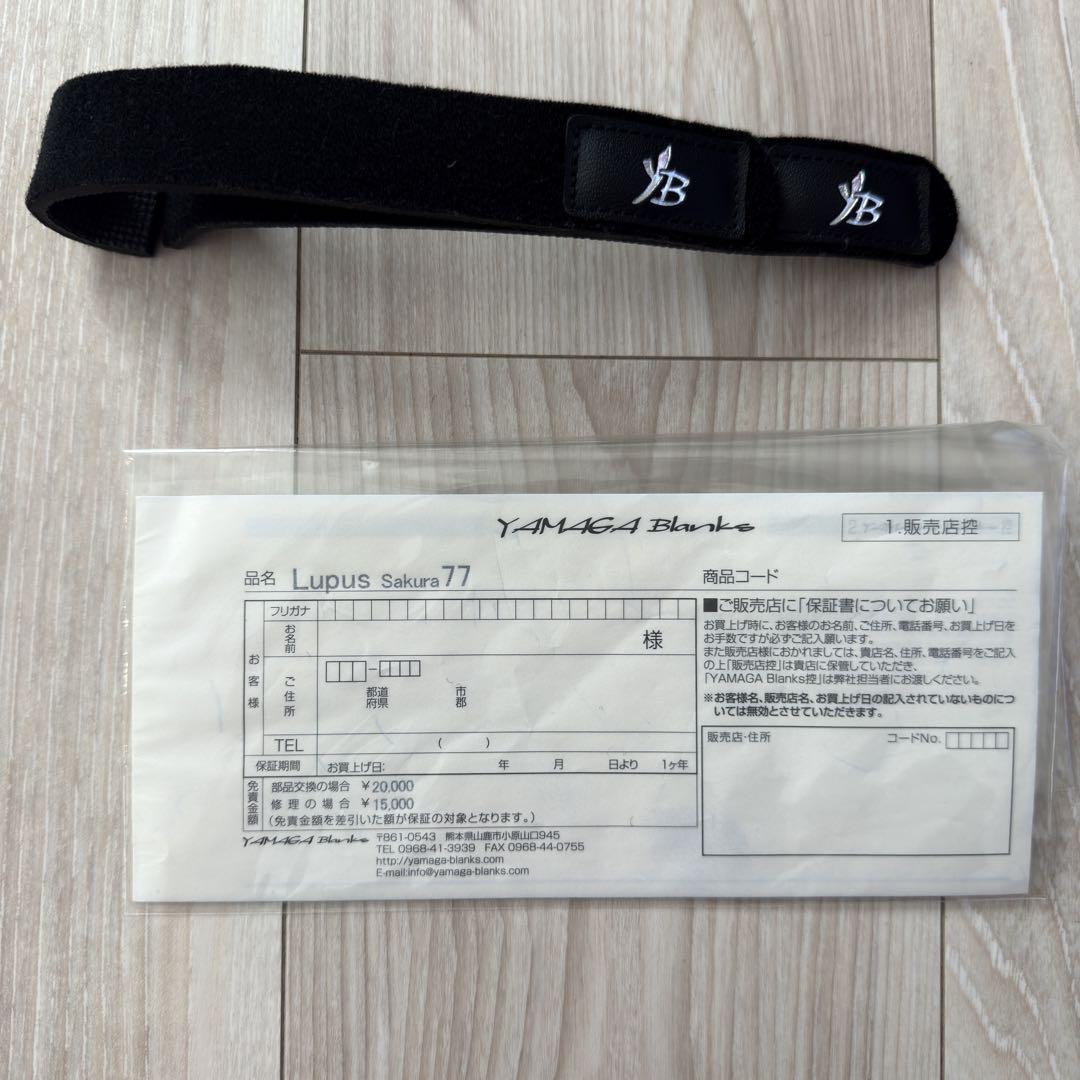 YB
YB
YAMAGA Blanks
1.販売店控
品名 Lupus Sakura 77
商品コード
フリガナ
お客様
お名前
様
ご住所
都道府県
市郡
TEL ( )
保証期間 お買上げ日: 年 月 日より 1ヶ年
免責金額
部品交換の場合 ¥20,000
修理の場合 ¥15,000
(免責金額を差引いた額が保証の対象となります。)
YAMAGA Blanks
〒861-0543 熊本県山鹿市小原山口945
TEL 0968-41-3939 FAX 0968-44-0755
http://yamaga-blanks.com
E-mail:info@yamaga-blanks.com
■ご販売店に「保証書についてお願い」
お買上げ時に、お客様のお名前、ご住所、電話番号、お買上げ日を
お手数ですが必ずご記入願います。
また販売店様におかれましては、貴店名、住所、電話番号をご記入
の上「販売店控」は貴店に保管していただき、
「YAMAGA Blanks控」は弊社担当者にお渡しください。
※お客様名、販売店名、お買上げ日の記入されていないものにつ
いては無効とさせていただきます。
販売店・住所
コードNo.